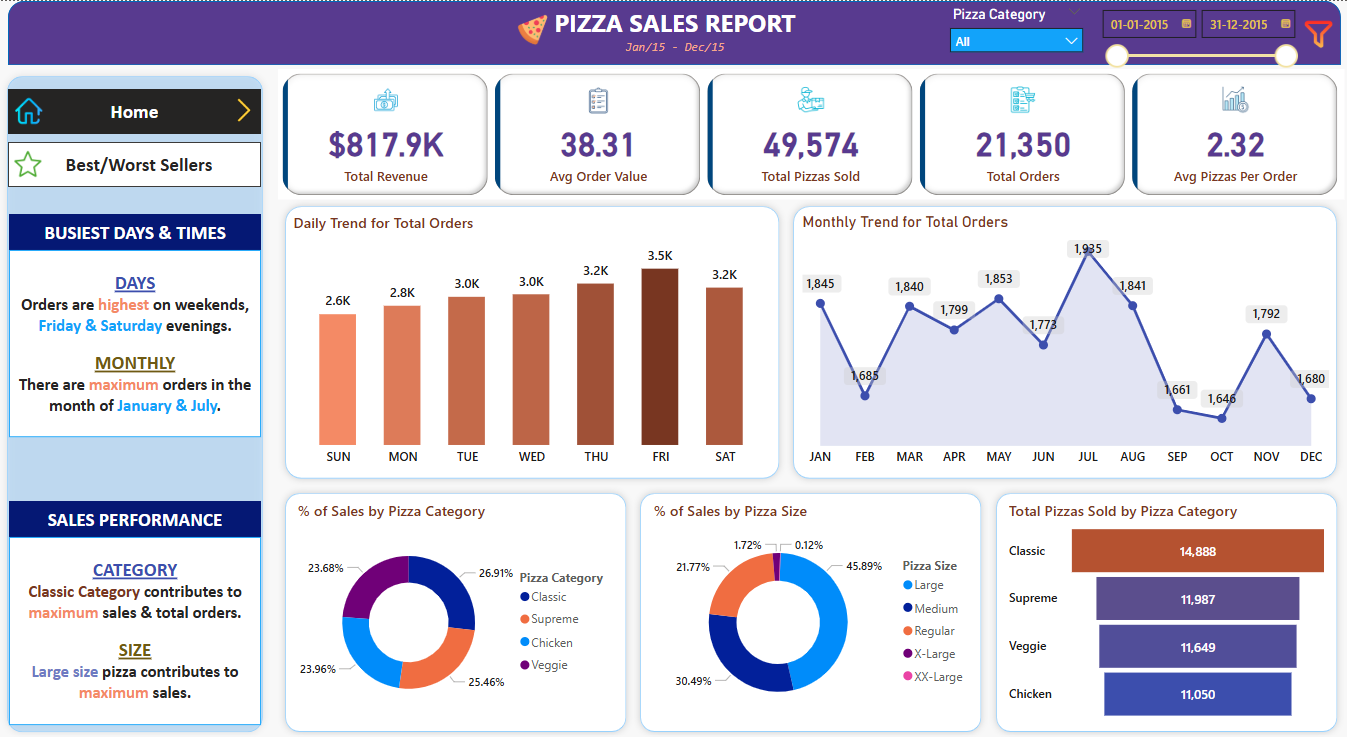 PIZZA SALES REPORT
Jan/15 - Dec/15
Pizza Category
All
01-01-2015
31-12-2015
Home
Best/Worst Sellers
BUSIEST DAYS & TIMES
DAYS
Orders are highest on weekends,
Friday & Saturday evenings.
MONTHLY
There are maximum orders in the
month of January & July.
SALES PERFORMANCE
CATEGORY
Classic Category contributes to
maximum sales & total orders.
SIZE
Large size pizza contributes to
maximum sales.
$817.9K
Total Revenue
38.31
Avg Order Value
49,574
Total Pizzas Sold
21,350
Total Orders
2.32
Avg Pizzas Per Order
Daily Trend for Total Orders
2.6K
2.8K
3.0K
3.0K
3.2K
3.5K
3.2K
SUN
MON
TUE
WED
THU
FRI
SAT
Monthly Trend for Total Orders
1,845
1,685
1,840
1,799
1,853
1,773
1,935
1,841
1,661
1,646
1,792
1,680
JAN
FEB
MAR
APR
MAY
JUN
JUL
AUG
SEP
OCT
NOV
DEC
% of Sales by Pizza Category
23.68%
26.91%
23.96%
25.46%
Pizza Category
Classic
Supreme
Chicken
Veggie
% of Sales by Pizza Size
1.72%
0.12%
21.77%
45.89%
30.49%
Pizza Size
Large
Medium
Regular
X-Large
XX-Large
Total Pizzas Sold by Pizza Category
Classic
14,888
Supreme
11,987
Veggie
11,649
Chicken
11,050